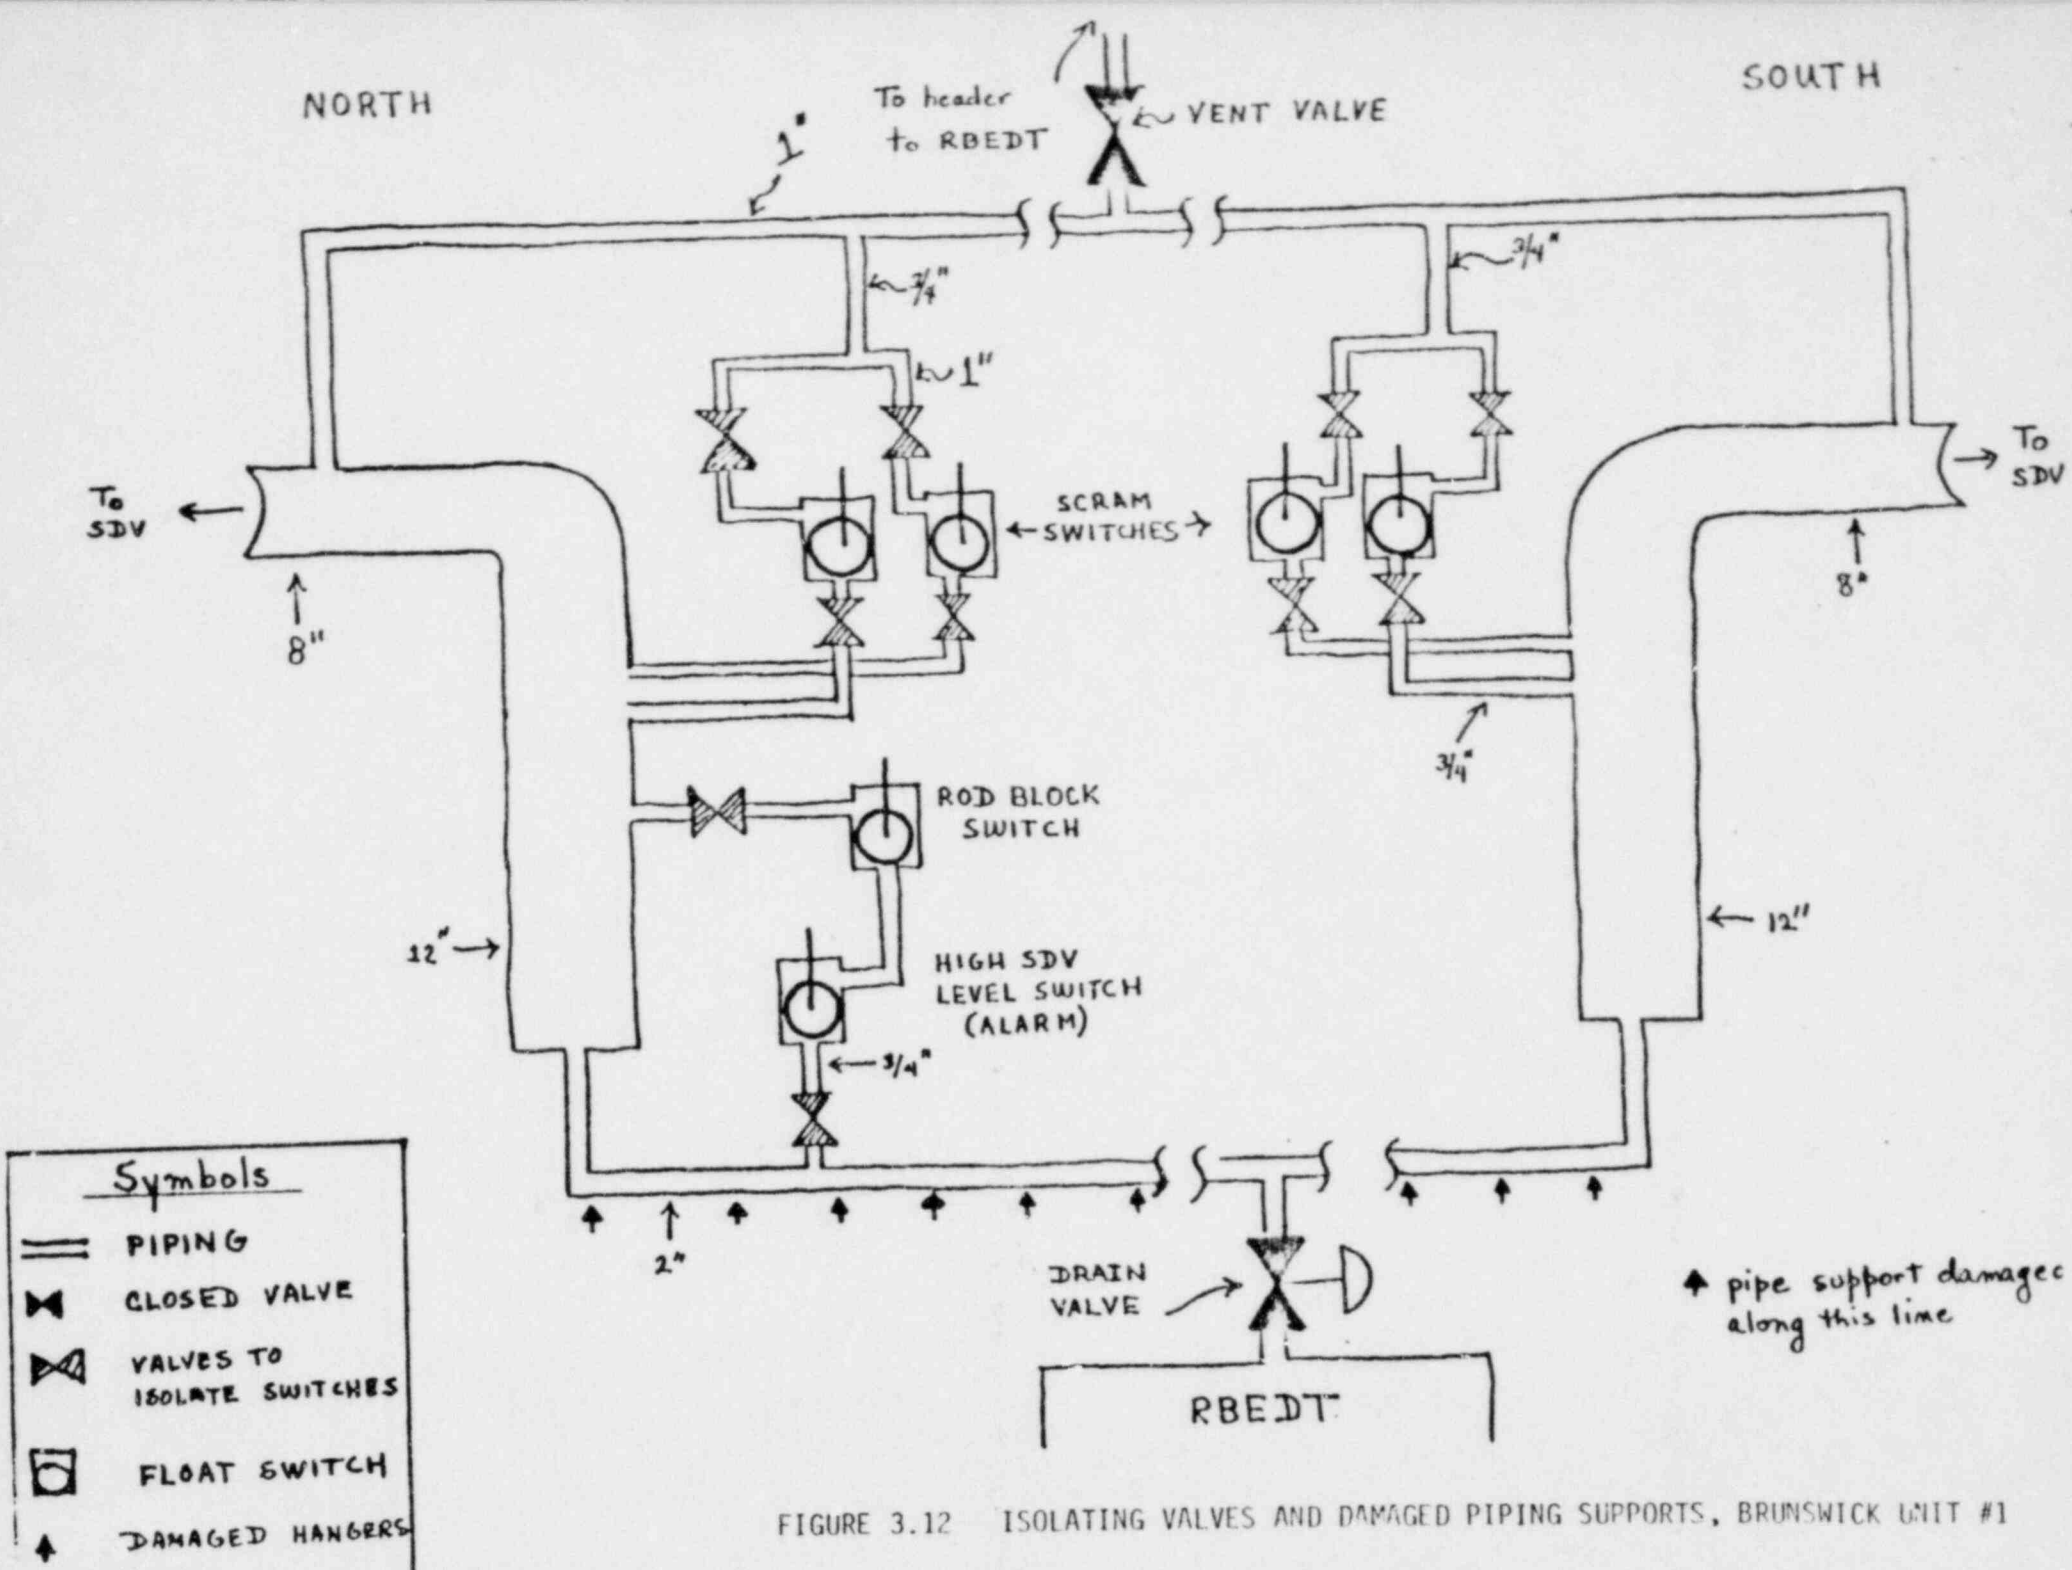 NORTH
SOUTH
To header
to RBEDT
VENT VALVE
1"
3/4"
3/4"
1"
To
SDV
To
SDV
SCRAM
SWITCHES
8"
8"
3/4"
ROD BLOCK
SWITCH
12"
12"
HIGH SDV
LEVEL SWITCH
(ALARM)
3/4"
2"
DRAIN
VALVE
RBEDT
pipe support damaged
along this line
Symbols
PIPING
CLOSED VALVE
VALVES TO
ISOLATE SWITCHES
FLOAT SWITCH
DAMAGED HANGERS
FIGURE 3.12 ISOLATING VALVES AND DAMAGED PIPING SUPPORTS, BRUNSWICK UNIT #1